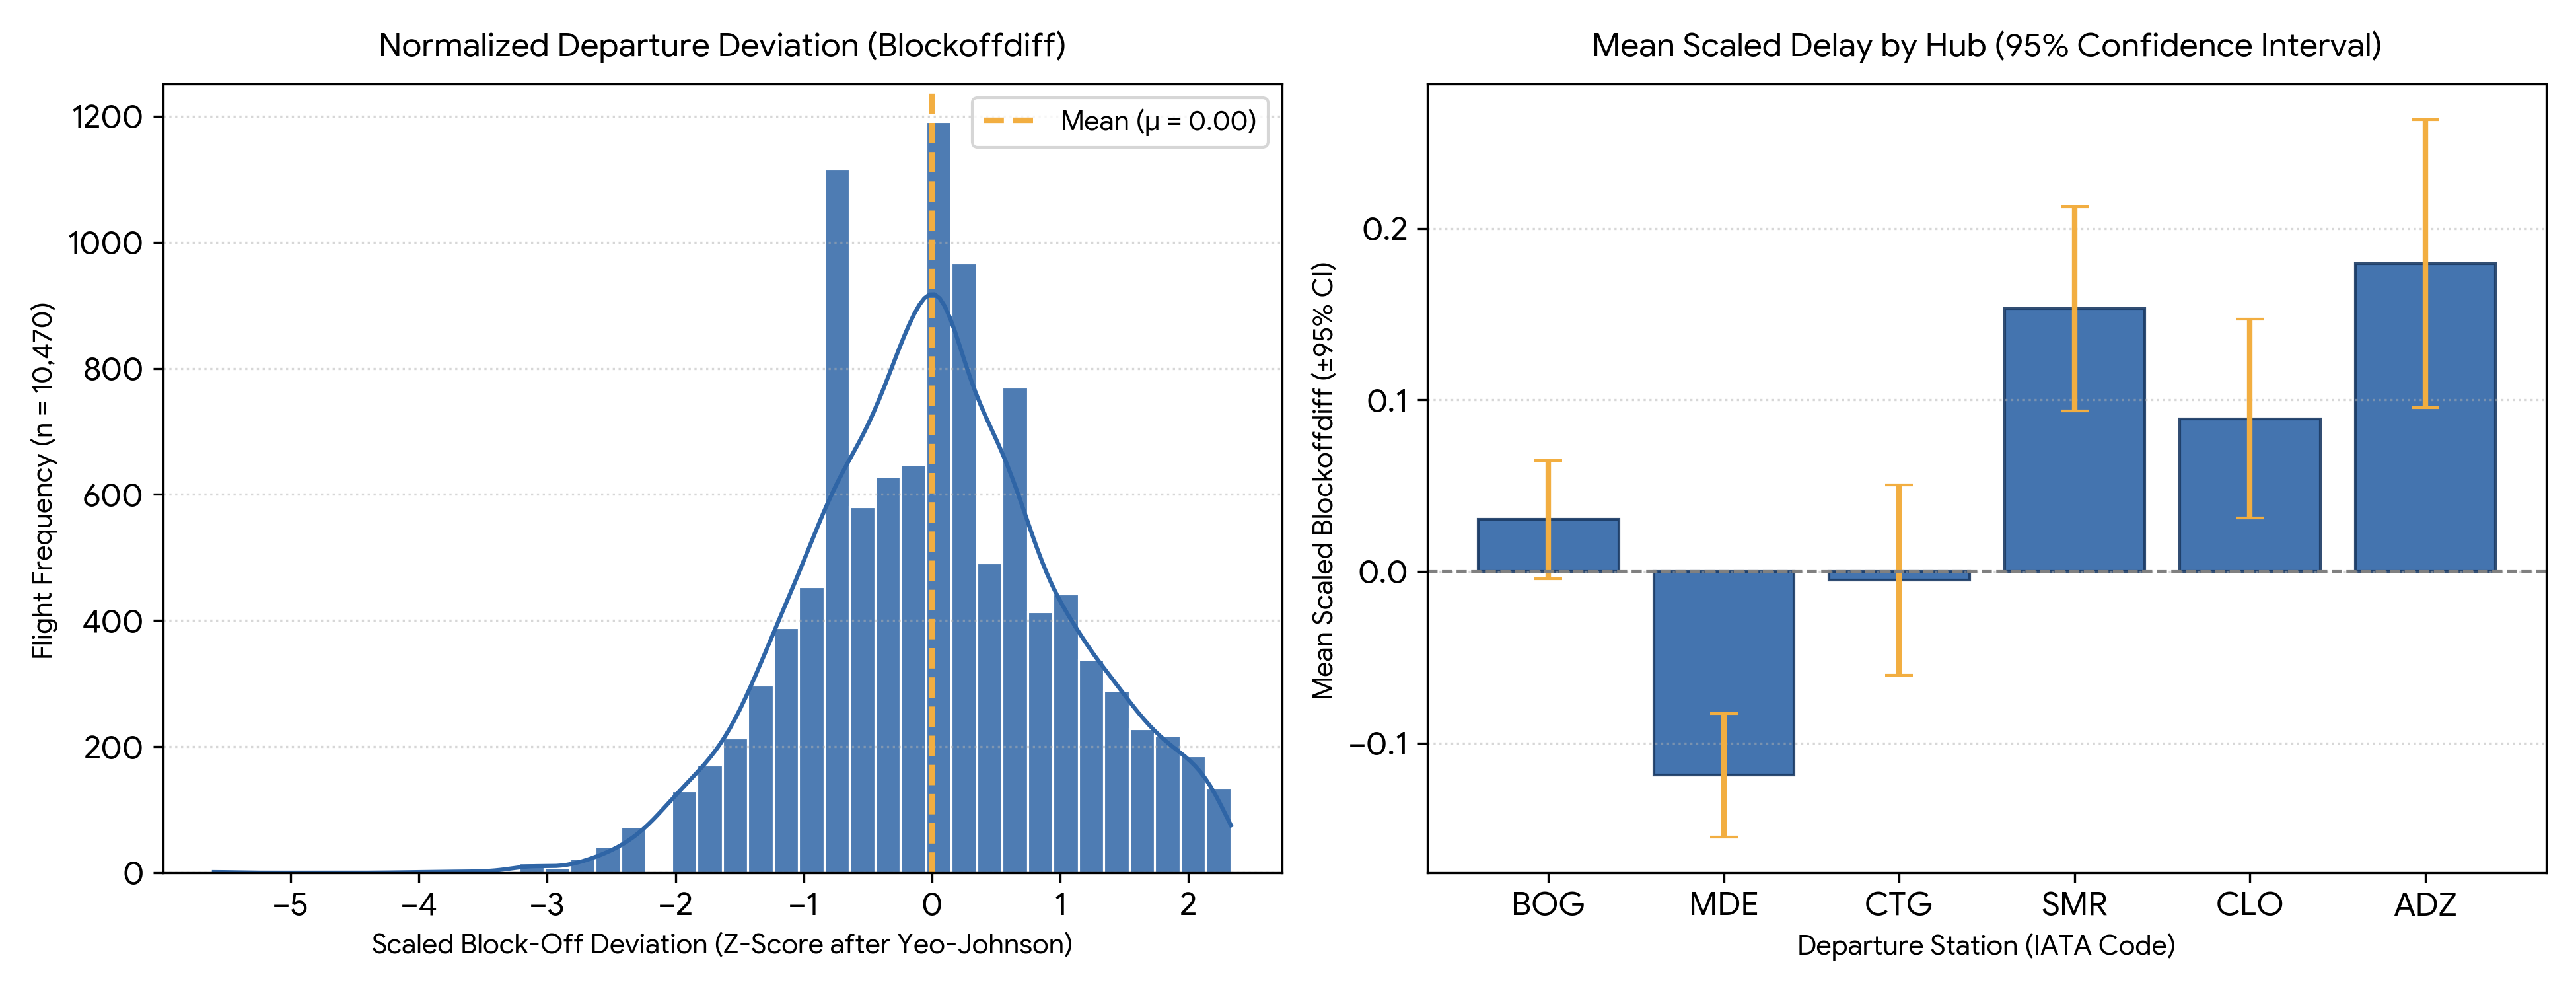 Normalized Departure Deviation (Blockoffdiff)
Flight Frequency (n = 10,470)
1200
1000
800
600
400
200
0
Mean (μ = 0.00)
−5 −4 −3 −2 −1 0 1 2
Scaled Block-Off Deviation (Z-Score after Yeo-Johnson)
Mean Scaled Delay by Hub (95% Confidence Interval)
Mean Scaled Blockoffdiff (±95% CI)
0.2
0.1
0.0
−0.1
BOG MDE CTG SMR CLO ADZ
Departure Station (IATA Code)